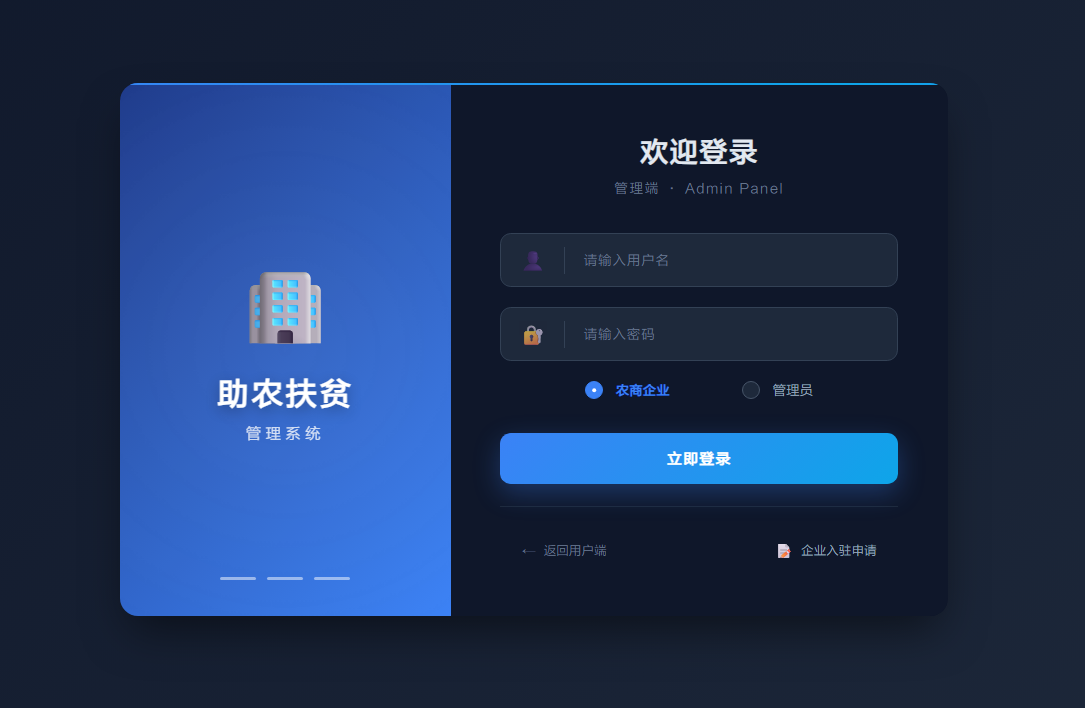 助农扶贫
管理系统
欢迎登录
管理端 · Admin Panel
请输入用户名
请输入密码
农商企业
管理员
立即登录
← 返回用户端
企业入驻申请